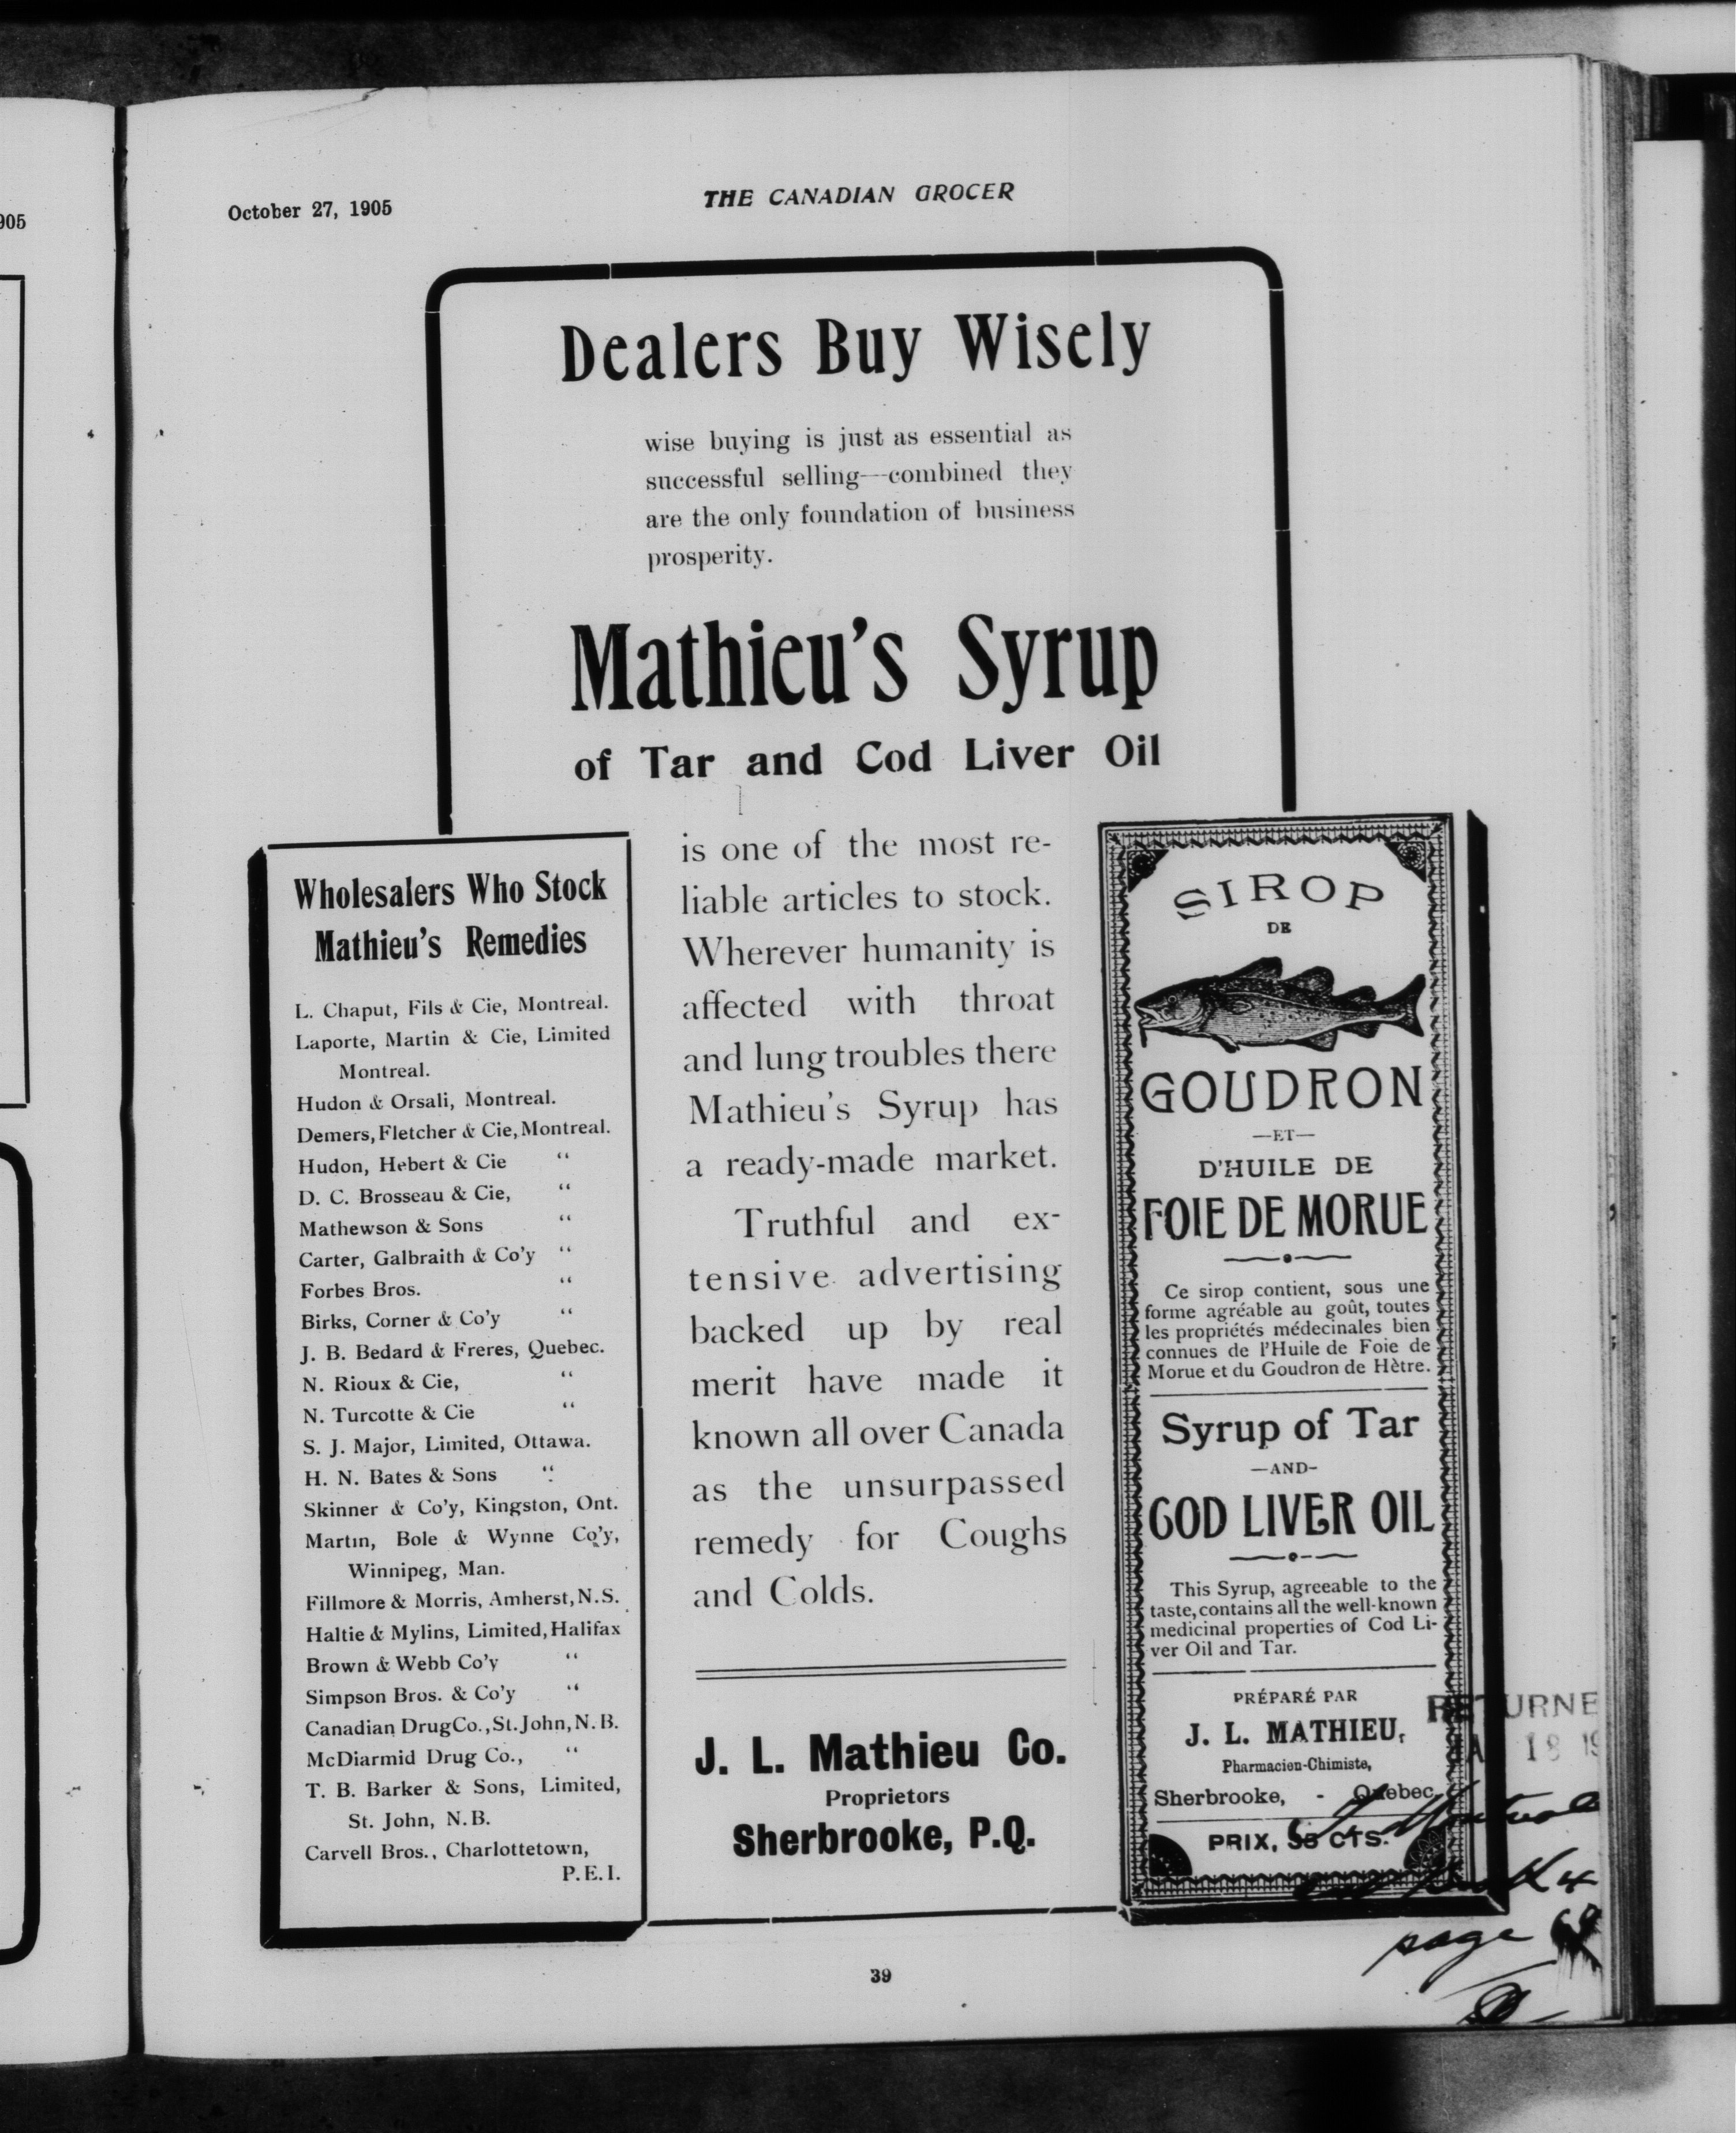 905
October 27, 1905
THE CANADIAN GROCER
Dealers Buy Wisely
wise buying is just as essential as
successful selling—combined they
are the only foundation of business
prosperity.
Mathieu's Syrup
of Tar and Cod Liver Oil
Wholesalers Who Stock
Mathieu's Remedies
L. Chaput, Fils & Cie, Montreal.
Laporte, Martin & Cie, Limited
Montreal.
Hudon & Orsali, Montreal.
Demers, Fletcher & Cie, Montreal.
Hudon, Hebert & Cie "
D. C. Brosseau & Cie, "
Mathewson & Sons "
Carter, Galbraith & Co'y "
Forbes Bros. "
Birks, Corner & Co'y "
J. B. Bedard & Freres, Quebec.
N. Rioux & Cie, "
N. Turcotte & Cie "
S. J. Major, Limited, Ottawa.
H. N. Bates & Sons "
Skinner & Co'y, Kingston, Ont.
Martin, Bole & Wynne Co'y,
Winnipeg, Man.
Fillmore & Morris, Amherst, N.S.
Haltie & Mylins, Limited, Halifax
Brown & Webb Co'y "
Simpson Bros. & Co'y "
Canadian Drug Co., St. John, N.B.
McDiarmid Drug Co., "
T. B. Barker & Sons, Limited,
St. John, N.B.
Carvell Bros., Charlottetown,
P.E.I.
is one of the most re-
liable articles to stock.
Wherever humanity is
affected with throat
and lung troubles there
Mathieu's Syrup has
a ready-made market.
Truthful and ex-
tensive advertising
backed up by real
merit have made it
known all over Canada
as the unsurpassed
remedy for Coughs
and Colds.
J. L. Mathieu Co.
Proprietors
Sherbrooke, P.Q.
SIROP
DE
GOUDRON
—ET—
D'HUILE DE
FOIE DE MORUE
Ce sirop contient, sous une
forme agréable au goût, toutes
les propriétés médecinales bien
connues de l'Huile de Foie de
Morue et du Goudron de Hètre.
Syrup of Tar
—AND—
COD LIVER OIL
This Syrup, agreeable to the
taste, contains all the well-known
medicinal properties of Cod Li-
ver Oil and Tar.
PRÉPARÉ PAR
J. L. MATHIEU,
Pharmacien-Chimiste,
Sherbrooke, - Quebec
PRIX, 35 CTS.
RETURNE
18 19
page
39